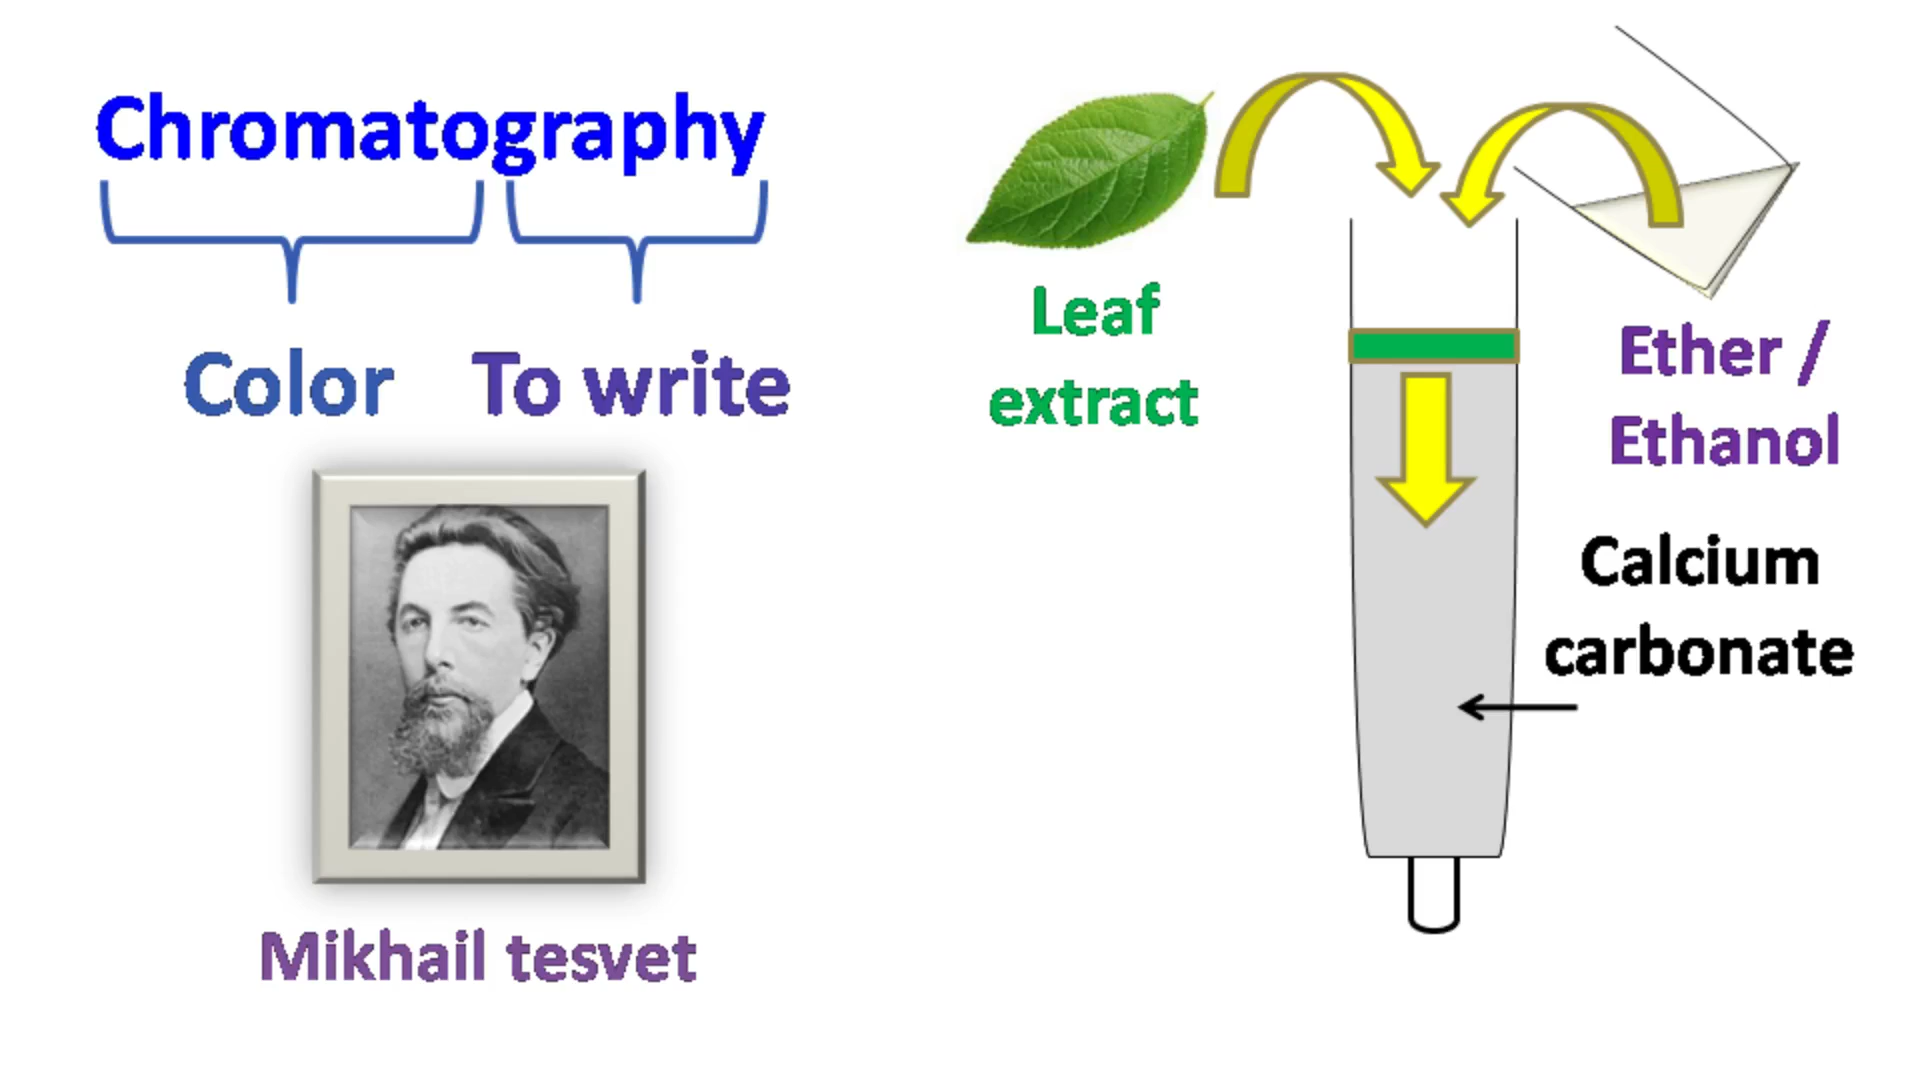 Chromatography
Color To write
Mikhail tesvet
Leaf
extract
Ether /
Ethanol
Calcium
carbonate